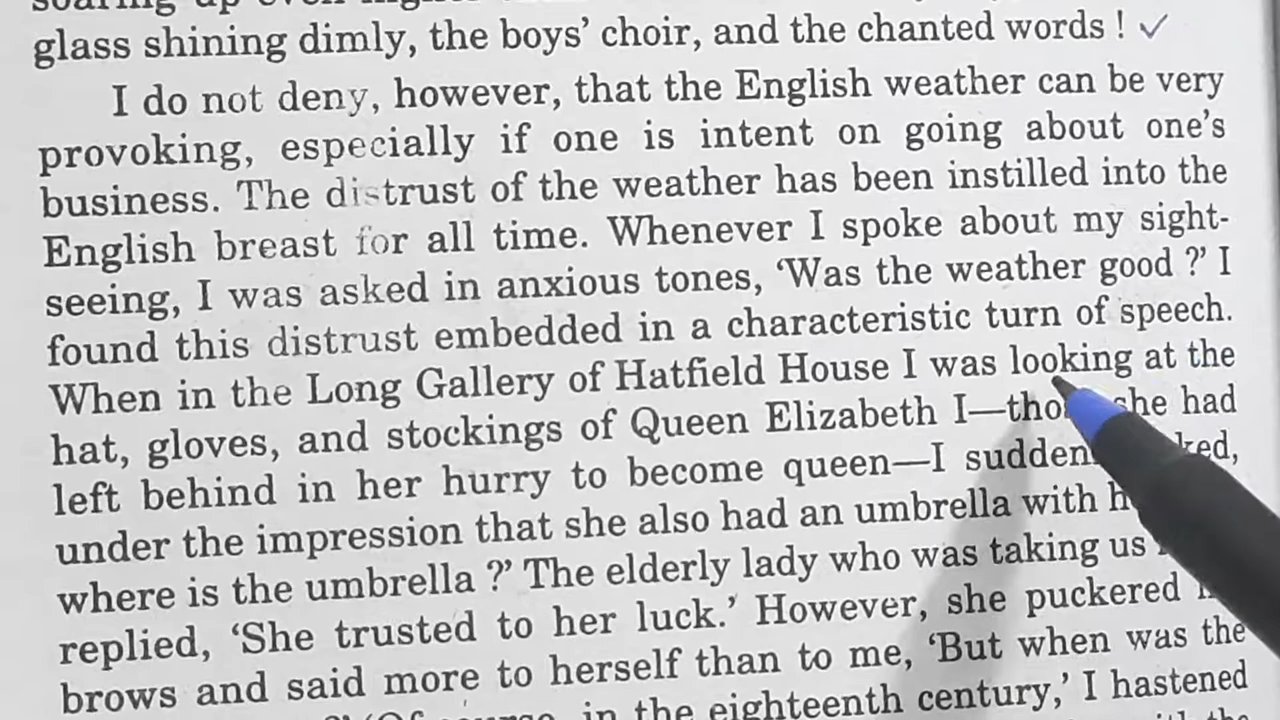 soaring up even
glass shining dimly, the boys' choir, and the chanted words ! ✓
I do not deny, however, that the English weather can be very
provoking, especially if one is intent on going about one's
business. The distrust of the weather has been instilled into the
English breast for all time. Whenever I spoke about my sight-
seeing, I was asked in anxious tones, 'Was the weather good ?' I
found this distrust embedded in a characteristic turn of speech.
When in the Long Gallery of Hatfield House I was looking at the
hat, gloves, and stockings of Queen Elizabeth I—tho she had
left behind in her hurry to become queen—I sudden ked,
under the impression that she also had an umbrella with h
where is the umbrella ?' The elderly lady who was taking us
replied, 'She trusted to her luck.' However, she puckered
brows and said more to herself than to me, 'But when was the
in the eighteenth century,' I hastened